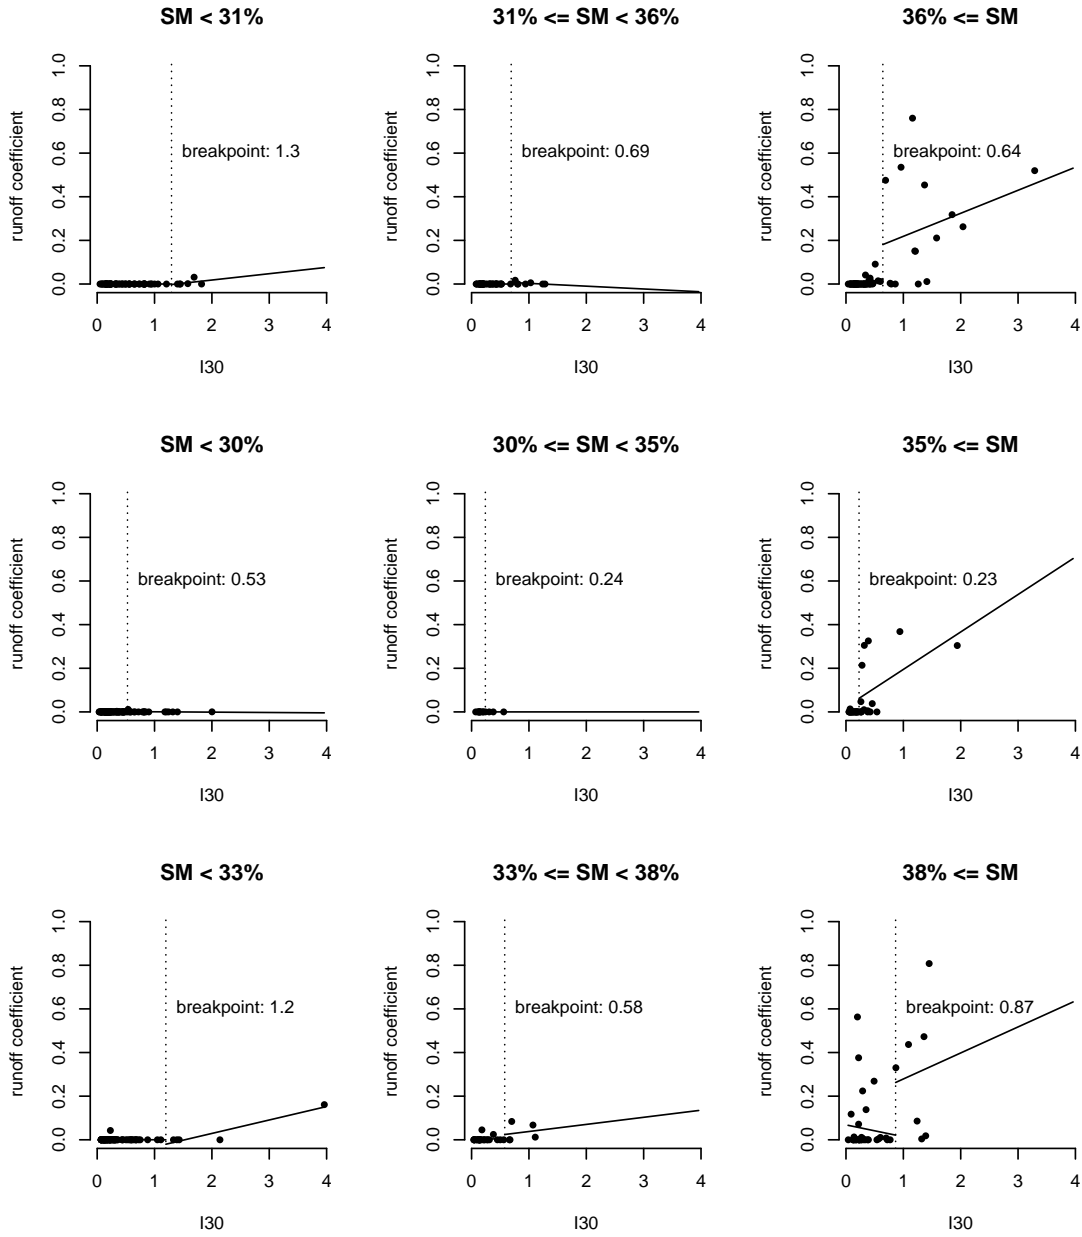 SM < 31%
31% <= SM < 36%
36% <= SM
runoff coefficient
0.0 0.2 0.4 0.6 0.8 1.0
breakpoint: 1.3
0 1 2 3 4
I30
runoff coefficient
0.0 0.2 0.4 0.6 0.8 1.0
breakpoint: 0.69
0 1 2 3 4
I30
runoff coefficient
0.0 0.2 0.4 0.6 0.8 1.0
breakpoint: 0.64
0 1 2 3 4
I30
SM < 30%
30% <= SM < 35%
35% <= SM
runoff coefficient
0.0 0.2 0.4 0.6 0.8 1.0
breakpoint: 0.53
0 1 2 3 4
I30
runoff coefficient
0.0 0.2 0.4 0.6 0.8 1.0
breakpoint: 0.24
0 1 2 3 4
I30
runoff coefficient
0.0 0.2 0.4 0.6 0.8 1.0
breakpoint: 0.23
0 1 2 3 4
I30
SM < 33%
33% <= SM < 38%
38% <= SM
runoff coefficient
0.0 0.2 0.4 0.6 0.8 1.0
breakpoint: 1.2
0 1 2 3 4
I30
runoff coefficient
0.0 0.2 0.4 0.6 0.8 1.0
breakpoint: 0.58
0 1 2 3 4
I30
runoff coefficient
0.0 0.2 0.4 0.6 0.8 1.0
breakpoint: 0.87
0 1 2 3 4
I30